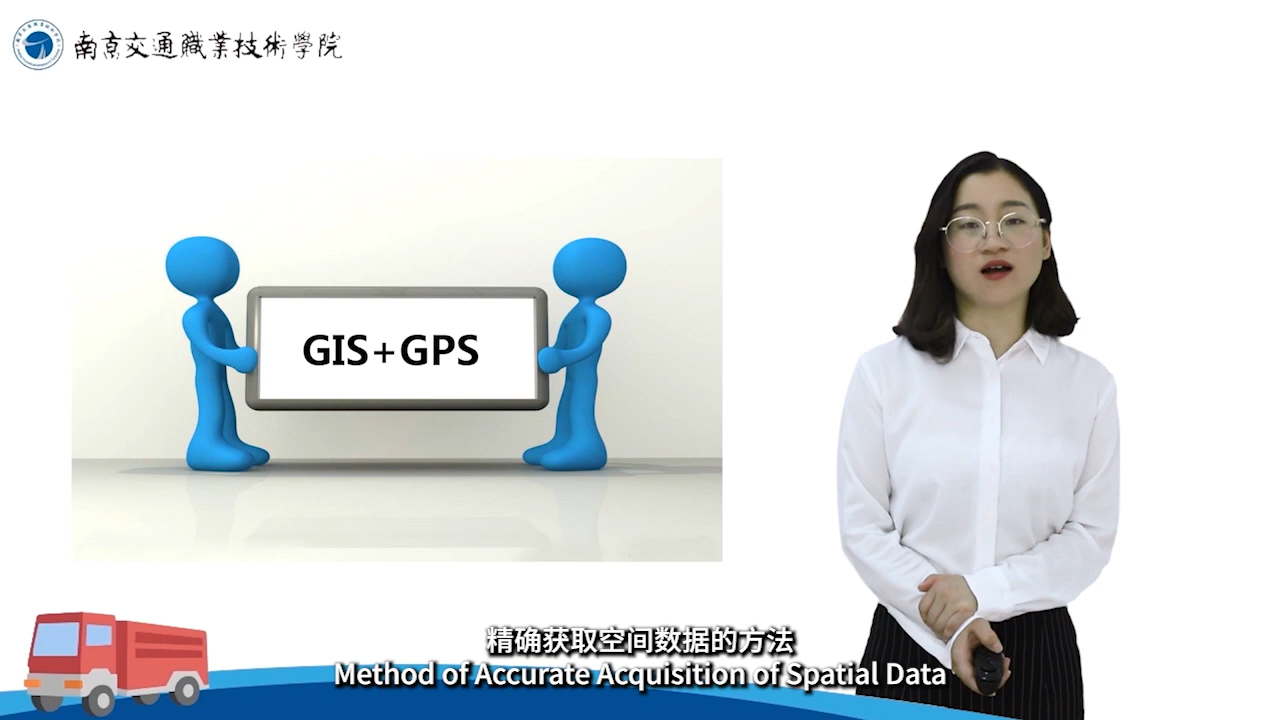 南京交通職業技術學院
GIS+GPS
精确获取空间数据的方法
Method of Accurate Acquisition of Spatial Data